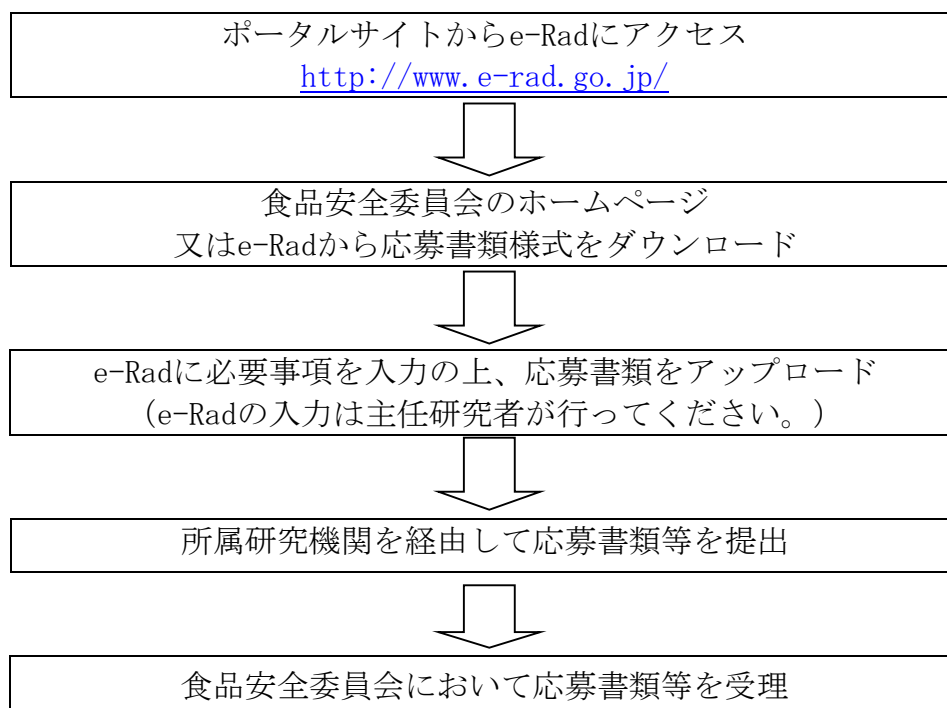 ポータルサイトからe-Radにアクセス
http://www.e-rad.go.jp/
食品安全委員会のホームページ
又はe-Radから応募書類様式をダウンロード
e-Radに必要事項を入力の上、応募書類をアップロード
（e-Radの入力は主任研究者が行ってください。）
所属研究機関を経由して応募書類等を提出
食品安全委員会において応募書類等を受理